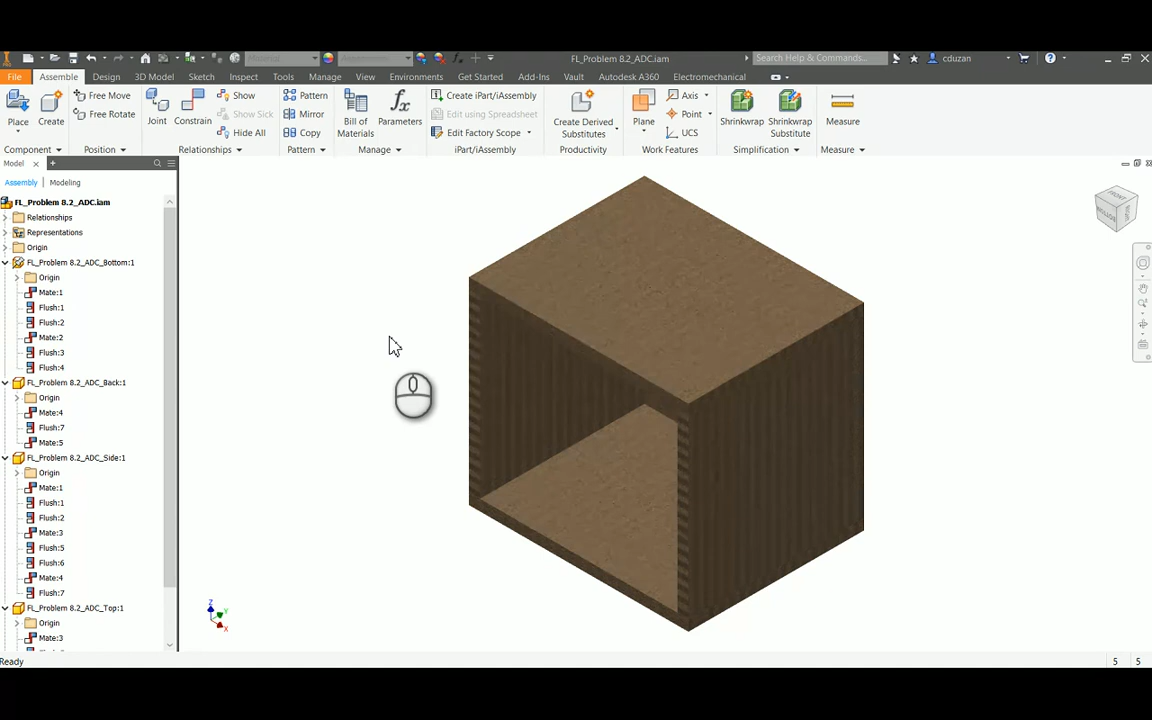 FL_Problem 8.2_ADC.iam
Search Help & Commands...
cduzan
File Assemble Design 3D Model Sketch Inspect Tools Manage View Environments Get Started Add-Ins Vault Autodesk A360 Electromechanical
Place
Create
Free Move
Free Rotate
Component
Position
Joint
Constrain
Show
Show Sick
Hide All
Relationships
Pattern
Mirror
Copy
Pattern
Bill of
Materials
Parameters
Manage
Create iPart/iAssembly
Edit using Spreadsheet
Edit Factory Scope
iPart/iAssembly
Create Derived
Substitutes
Productivity
Plane
Axis
Point
UCS
Work Features
Shrinkwrap
Shrinkwrap
Substitute
Simplification
Measure
Measure
Model
Assembly Modeling
FL_Problem 8.2_ADC.iam
Relationships
Representations
Origin
FL_Problem 8.2_ADC_Bottom:1
Origin
Mate:1
Flush:1
Flush:2
Mate:2
Flush:3
Flush:4
FL_Problem 8.2_ADC_Back:1
Origin
Mate:4
Flush:7
Mate:5
FL_Problem 8.2_ADC_Side:1
Origin
Mate:1
Flush:1
Flush:2
Mate:3
Flush:5
Flush:6
Mate:4
Flush:7
FL_Problem 8.2_ADC_Top:1
Origin
Mate:3
Z
Y
X
Ready
5 5